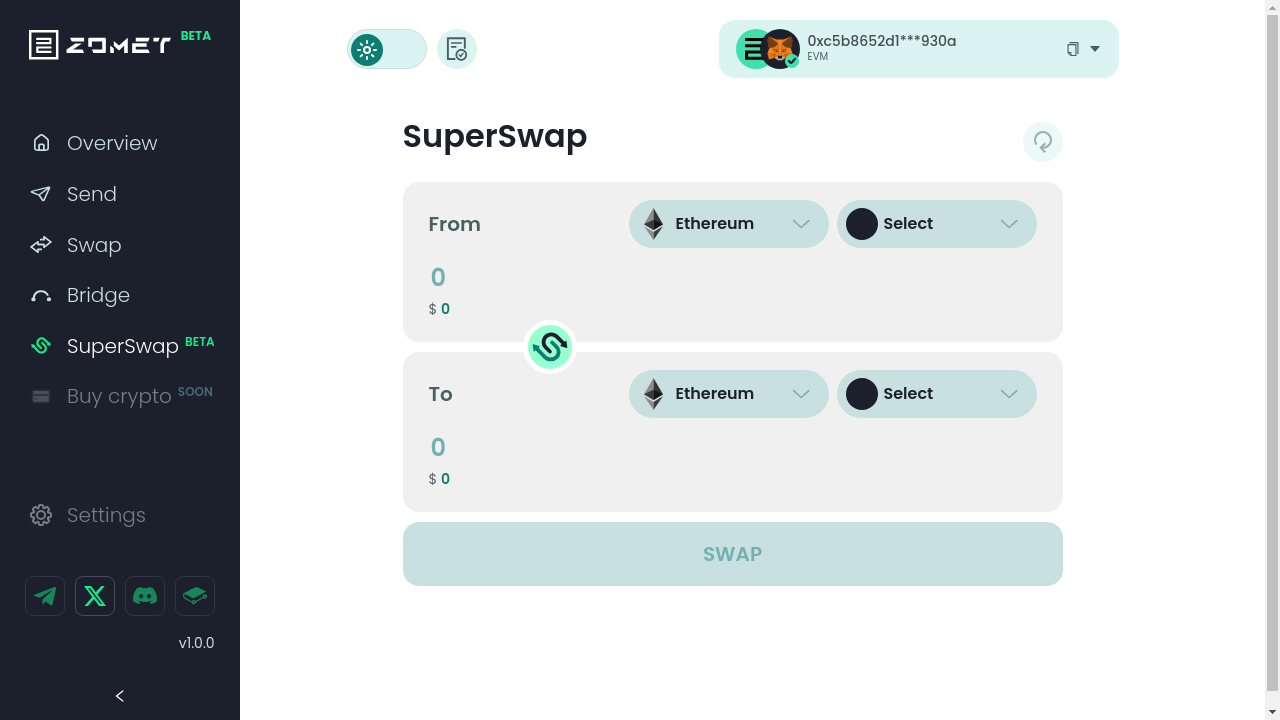 ZOMET BETA
Overview
Send
Swap
Bridge
SuperSwap BETA
Buy crypto SOON
Settings
v1.0.0
0xc5b8652d1***930a
EVM
SuperSwap
From
Ethereum
Select
0
$ 0
To
Ethereum
Select
0
$ 0
SWAP